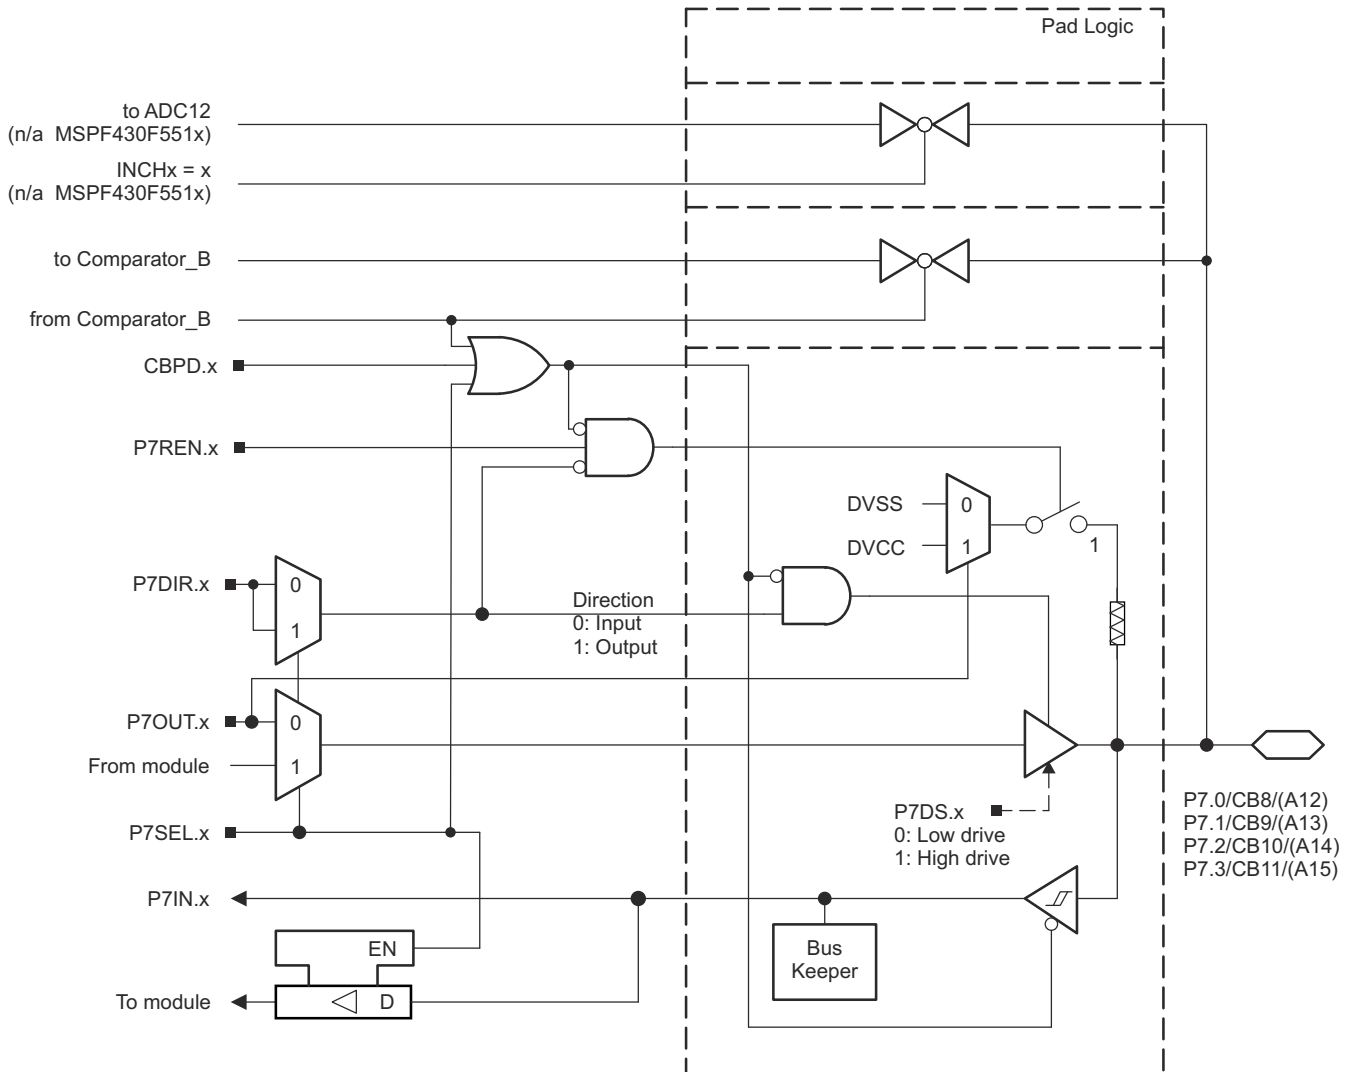 Pad Logic
to ADC12
(n/a MSPF430F551x)
INCHx = x
(n/a MSPF430F551x)
to Comparator_B
from Comparator_B
CBPD.x
P7REN.x
DVSS
0
DVCC
1
1
P7DIR.x
0
1
Direction
0: Input
1: Output
P7OUT.x
0
From module
1
P7SEL.x
P7DS.x
0: Low drive
1: High drive
P7.0/CB8/(A12)
P7.1/CB9/(A13)
P7.2/CB10/(A14)
P7.3/CB11/(A15)
P7IN.x
EN
Bus
Keeper
To module
D